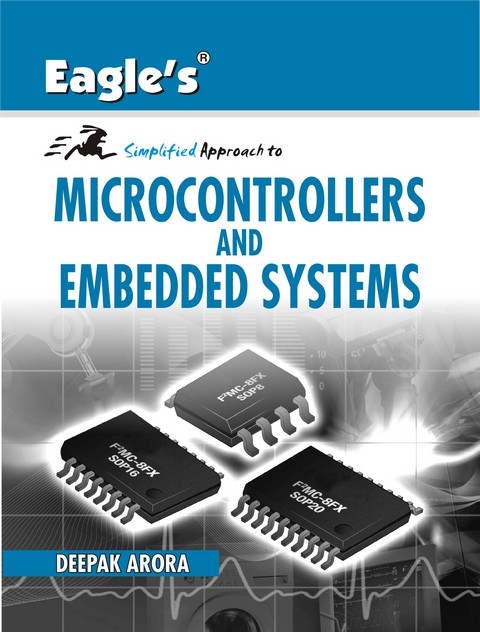 Eagle's®
Simplified Approach to
MICROCONTROLLERS
AND
EMBEDDED SYSTEMS
F²MC-8FX
SOP8
F²MC-8FX
SOP16
F²MC-8FX
SOP20
DEEPAK ARORA